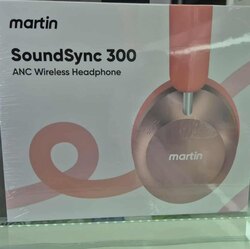 martin
SoundSync 300
ANC Wireless Headphone
martin